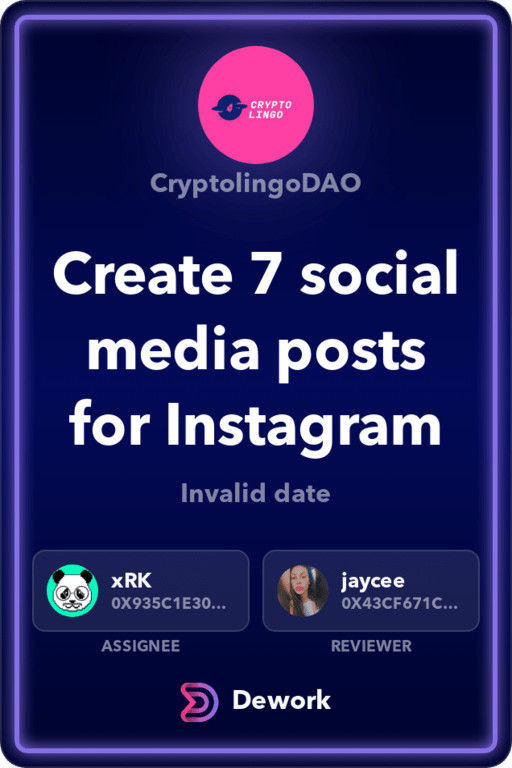 CRYPTO
LINGO
CryptolingoDAO
Create 7 social
media posts
for Instagram
Invalid date
xRK
0X935C1E30...
ASSIGNEE
jaycee
0X43CF671C...
REVIEWER
Dework